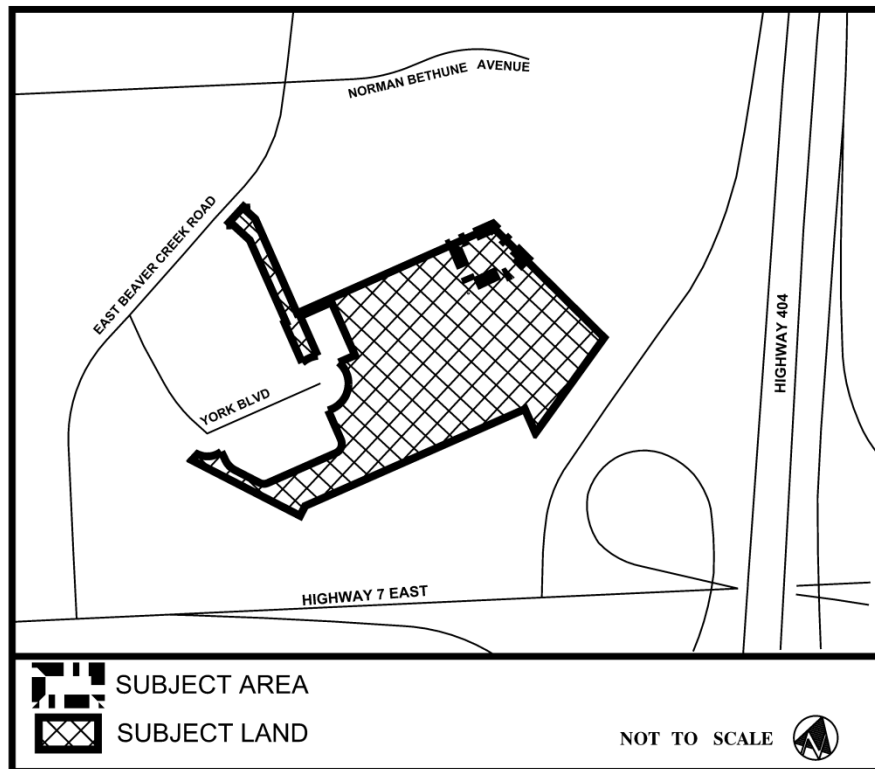 NORMAN BETHUNE AVENUE
EAST BEAVER CREEK ROAD
HIGHWAY 404
YORK BLVD
HIGHWAY 7 EAST
SUBJECT AREA
SUBJECT LAND
NOT TO SCALE